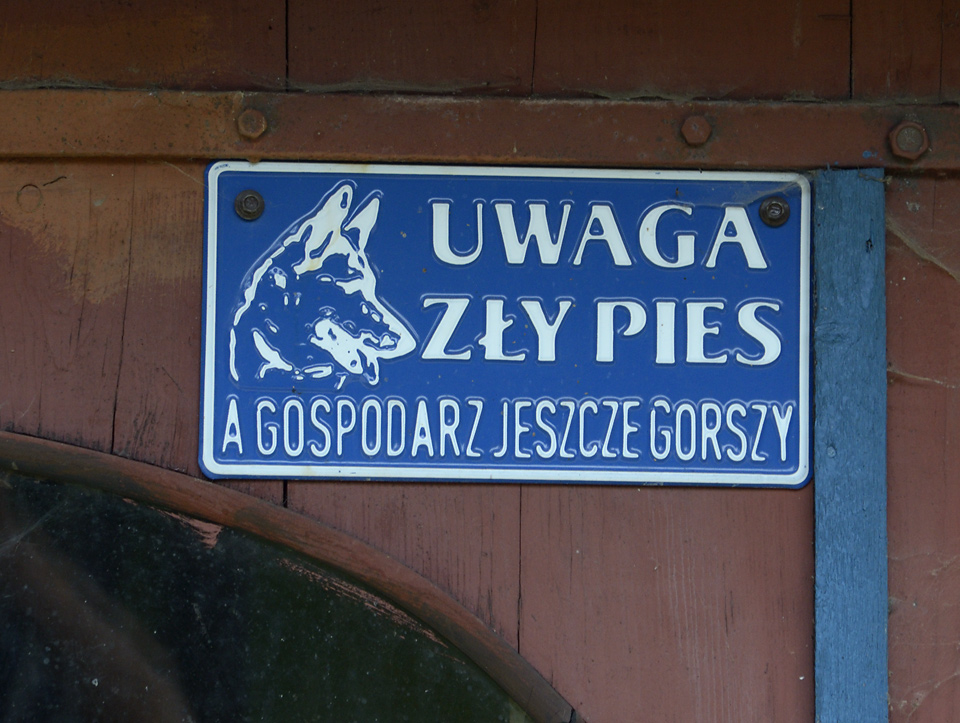 UWAGA
ZŁY PIES
A GOSPODARZ JESZCZE GORSZY